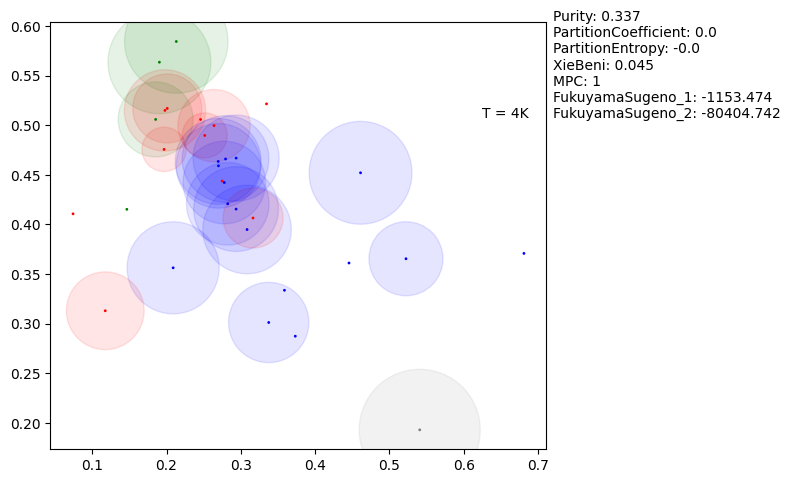 Purity: 0.337
PartitionCoefficient: 0.0
PartitionEntropy: -0.0
XieBeni: 0.045
MPC: 1
FukuyamaSugeno_1: -1153.474
FukuyamaSugeno_2: -80404.742
T = 4K
0.60
0.55
0.50
0.45
0.40
0.35
0.30
0.25
0.20
0.1 0.2 0.3 0.4 0.5 0.6 0.7